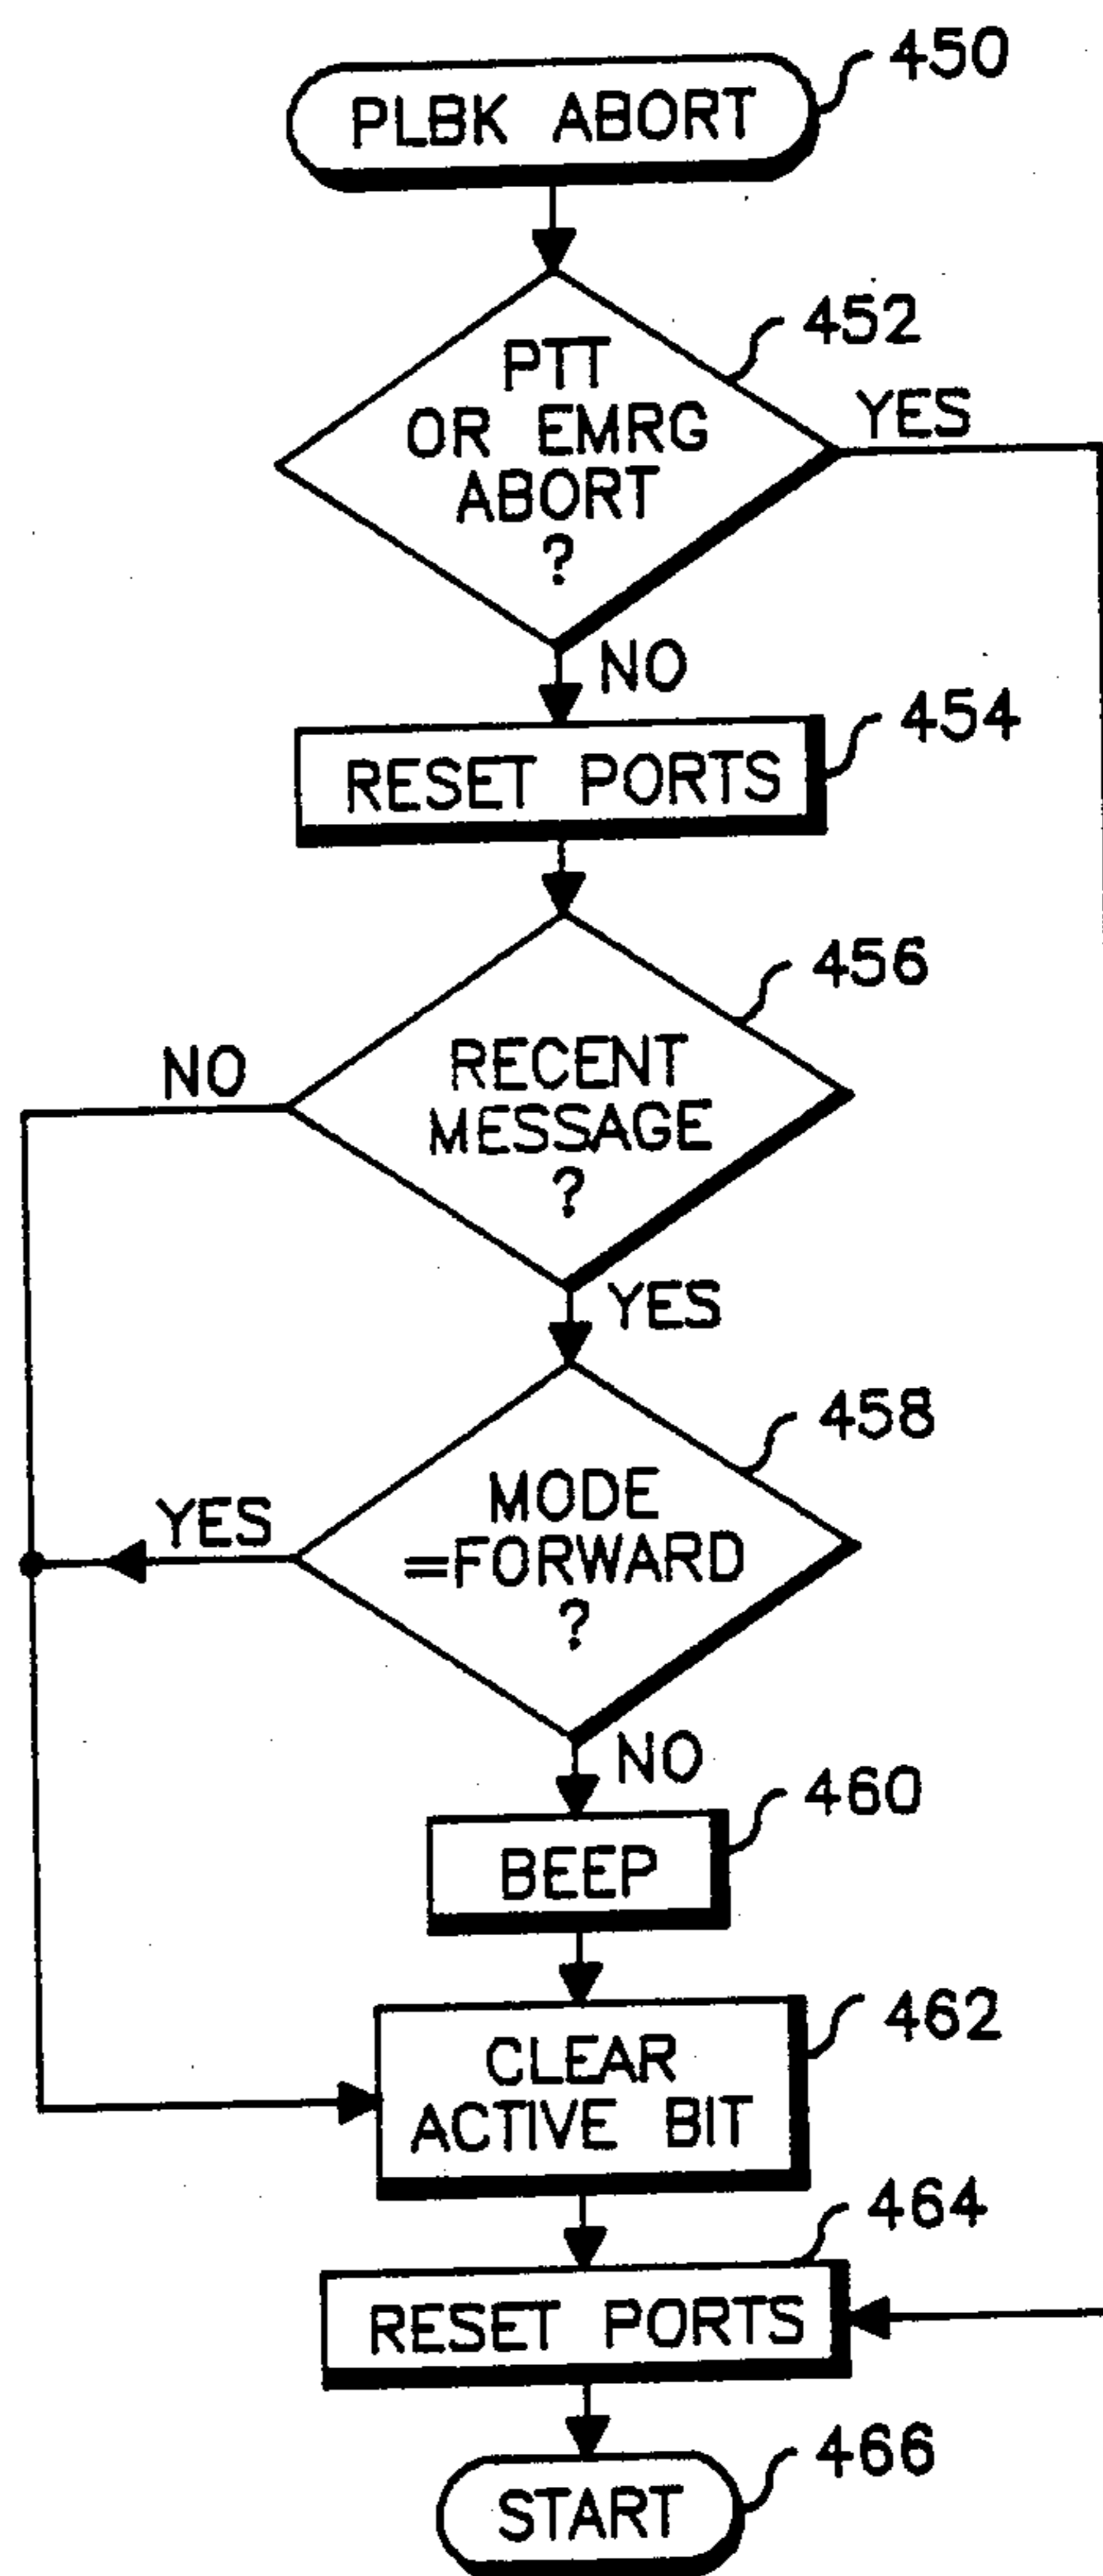 450
PLBK ABORT
452
PTT
OR EMRG
ABORT
?
YES
NO
454
RESET PORTS
456
NO
RECENT
MESSAGE
?
YES
458
YES
MODE
=FORWARD
?
NO
460
BEEP
462
CLEAR
ACTIVE BIT
464
RESET PORTS
466
START